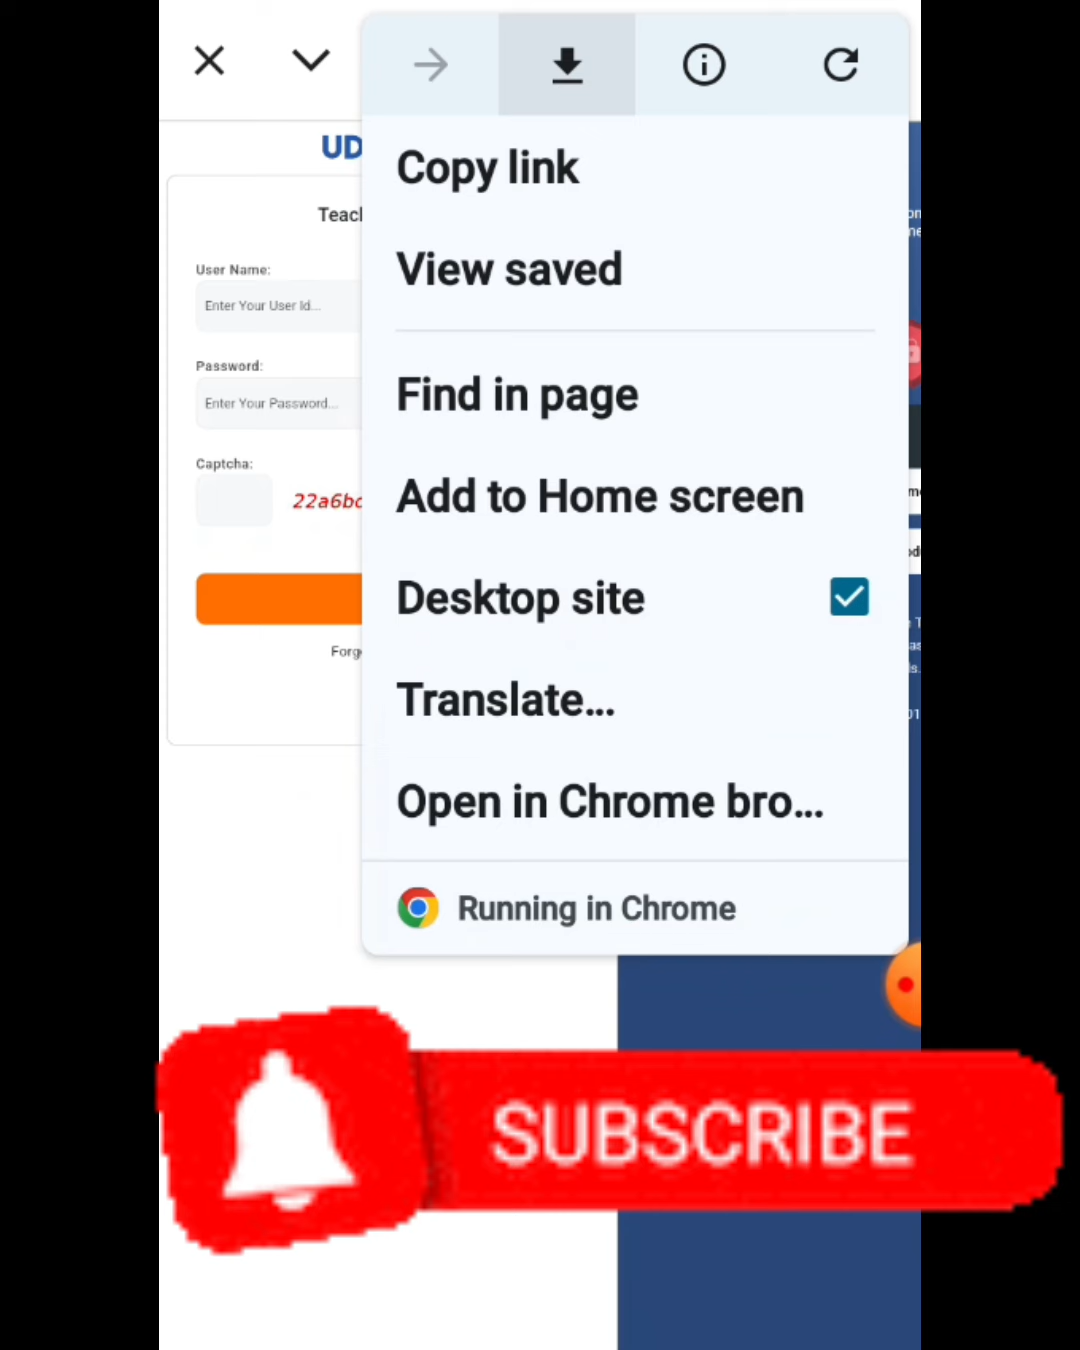 UD
Teach
User Name:
Enter Your User Id...
Password:
Enter Your Password...
Captcha:
22a6bc
Forg
Copy link
View saved
Find in page
Add to Home screen
Desktop site
Translate...
Open in Chrome bro...
Running in Chrome
SUBSCRIBE